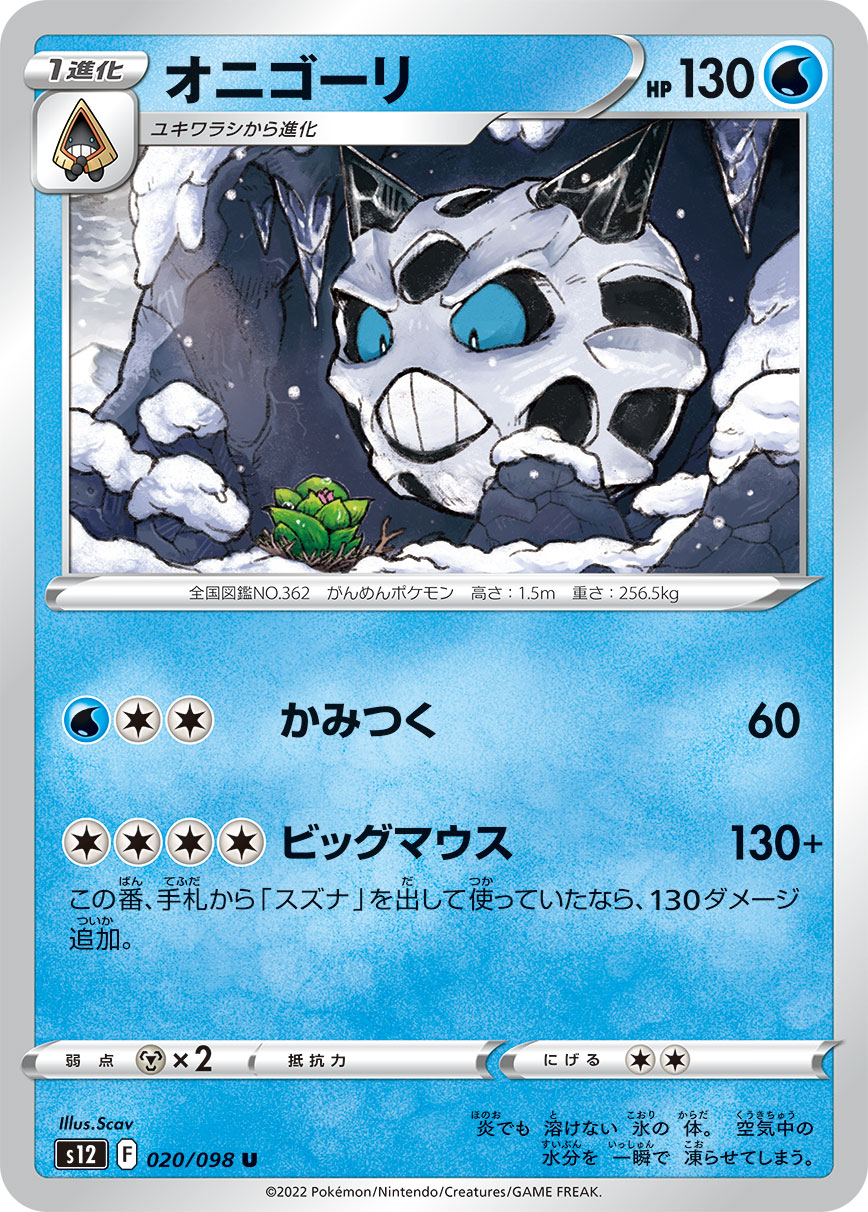 1進化
オニゴーリ
HP 130
ユキワラシから進化
全国図鑑NO.362 がんめんポケモン 高さ:1.5m 重さ:256.5kg
かみつく 60
ビッグマウス 130+
この番、手札から「スズナ」を出して使っていたなら、130ダメージ
追加。
弱点 ×2 抵抗力 にげる
Illus.Scav
炎でも 溶けない 氷の 体。 空気中の
水分を 一瞬で 凍らせてしまう。
s12 F 020/098 U
©2022 Pokémon/Nintendo/Creatures/GAME FREAK.